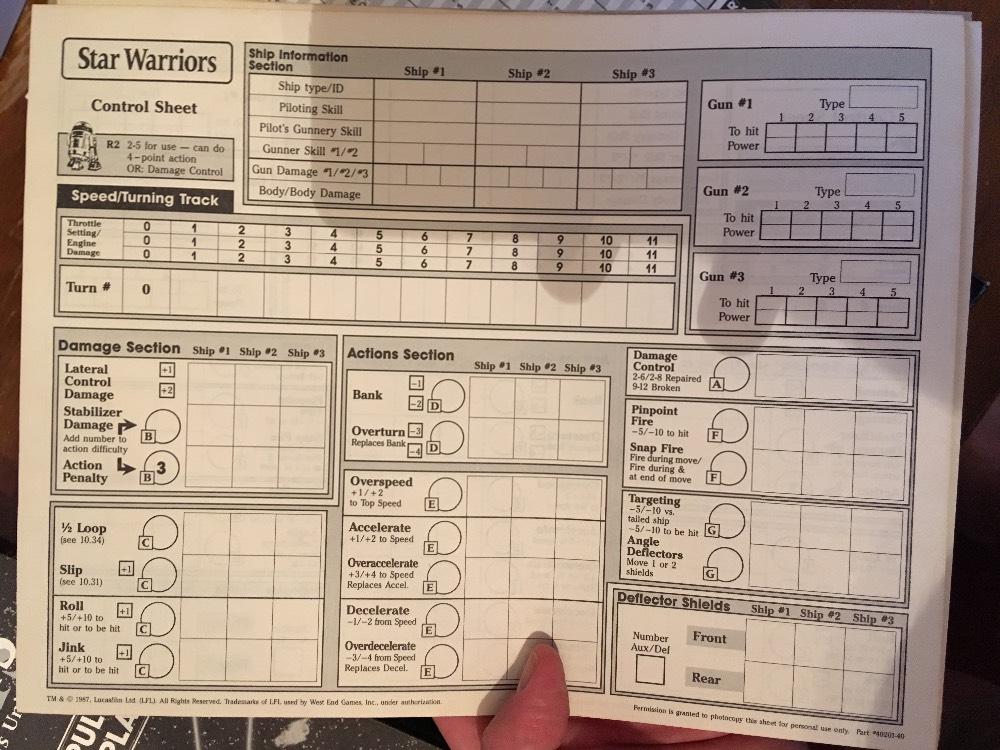 Star Warriors
Control Sheet
R2 2-5 for use — can do
4-point action
OR: Damage Control
Ship Information
Section
Ship #1 Ship #2 Ship #3
Ship type/ID
Piloting Skill
Pilot's Gunnery Skill
Gunner Skill #1/#2
Gun Damage #1/#2/#3
Body/Body Damage
Gun #1 Type
1 2 3 4 5
To hit
Power
Gun #2 Type
1 2 3 4 5
To hit
Power
Gun #3 Type
1 2 3 4 5
To hit
Power
Speed/Turning Track
Throttle
Setting/
Engine
Damage
0 1 2 3 4 5 6 7 8 9 10 11
0 1 2 3 4 5 6 7 8 9 10 11
0 1 2 3 4 5 6 7 8 9 10 11
Turn # 0
Damage Section Ship #1 Ship #2 Ship #3
Lateral +1
Control
Damage +2
Stabilizer
Damage B
Add number to
action difficulty
Action
Penalty B 3
½ Loop
(see 10.34) C
Slip +1
(see 10.31) C
Roll +1
+5/+10 to
hit or to be hit C
Jink +1
+5/+10 to
hit or to be hit C
Actions Section
Ship #1 Ship #2 Ship #3
Bank -1
-2 D
Overturn -3
Replaces Bank -4 D
Overspeed
+1/+2
to Top Speed E
Accelerate
+1/+2 to Speed E
Overaccelerate
+3/+4 to Speed
Replaces Accel. E
Decelerate
-1/-2 from Speed E
Overdecelerate
-3/-4 from Speed
Replaces Decel. E
Damage
Control
2-6/2-8 Repaired
9-12 Broken A
Pinpoint
Fire
-5/-10 to hit F
Snap Fire
Fire during move/
Fire during &
at end of move F
Targeting
-5/-10 vs.
tailed ship
-5/-10 to be hit G
Angle
Deflectors
Move 1 or 2
shields G
Deflector Shields Ship #1 Ship #2 Ship #3
Number
Aux/Def
Front
Rear
TM & © 1987, Lucasfilm Ltd. (LFL). All Rights Reserved. Trademarks of LFL used by West End Games, Inc., under authorization.
Permission is granted to photocopy this sheet for personal use only. Part #40201-40